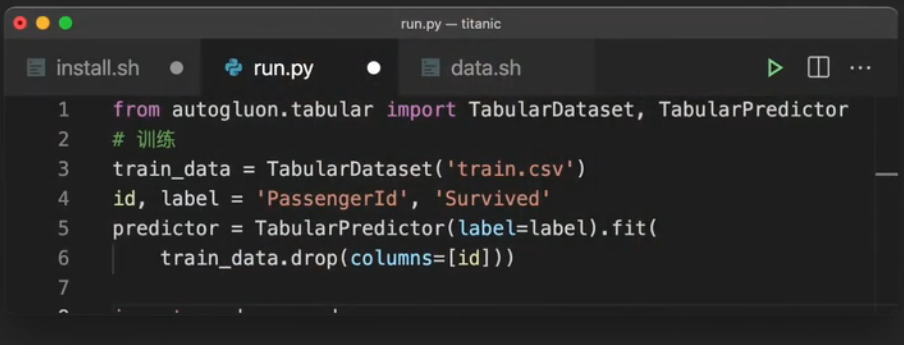 run.py — titanic
install.sh run.py data.sh
1 from autogluon.tabular import TabularDataset, TabularPredictor
2 # 训练
3 train_data = TabularDataset('train.csv')
4 id, label = 'PassengerId', 'Survived'
5 predictor = TabularPredictor(label=label).fit(
6 train_data.drop(columns=[id]))
7